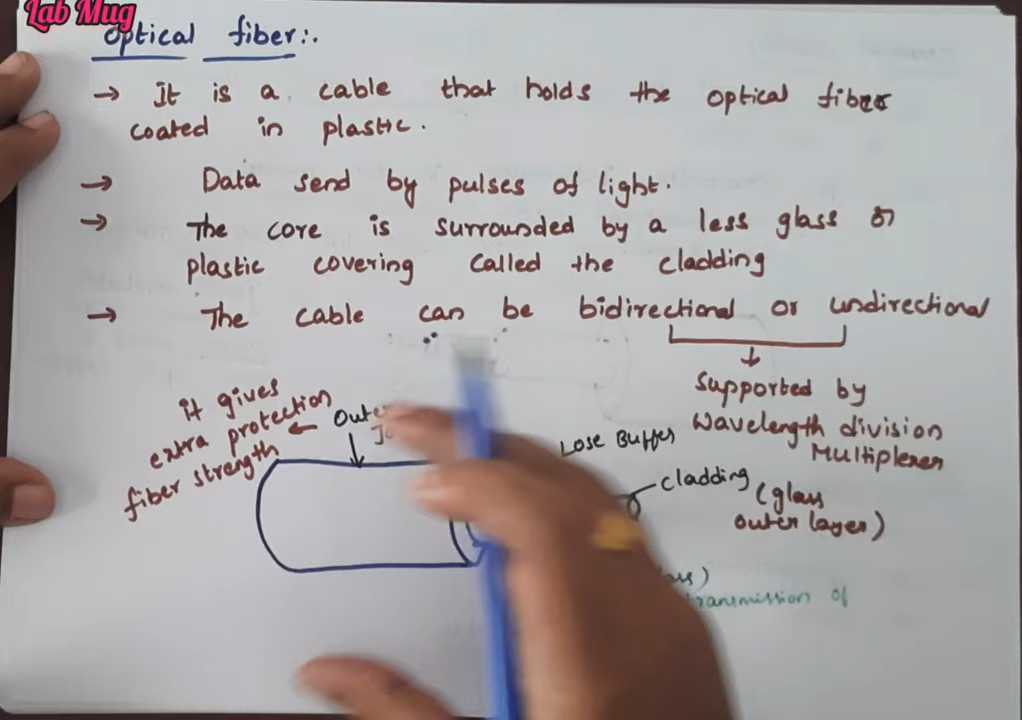 Lab Mug
optical fiber:.
→ It is a cable that holds the optical fiber
coated in plastic.
→ Data send by pulses of light.
→ The core is surrounded by a less glass or
plastic covering called the cladding
→ The cable can be bidirectional or undirectional
Supported by
Wavelength division
Multiplexer
it gives
extra protection
fiber strength
Lose Buffer
cladding
(glass
outer layer)
transmission of